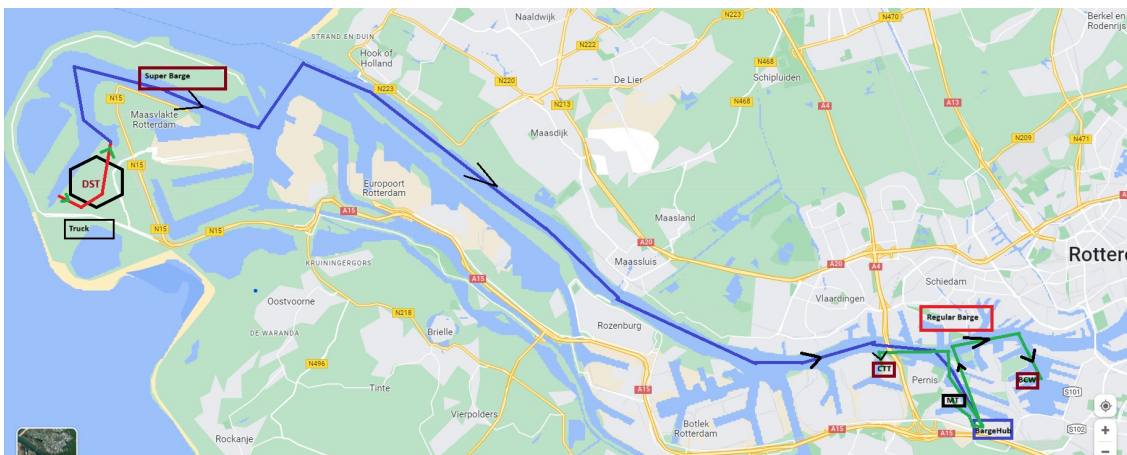 Naaldwijk
N223
N470
Berkel en
Rodenrijs
STRAND EN DUIN
Hook of
Holland
N222
N468
Schipluiden
Super Barge
N15
N223
N220
De Lier
A4
A13
Maasvlakte
Rotterdam
N213
N468
N209
N471
Maasdijk
N15
DST
Europoort
Rotterdam
Maasland
Truck
N15
N15
A15
A20
A20
A4
Rotter
KRUININGERGORS
Maassluis
Schiedam
A15
Vlaardingen
Oostvoorne
N218
Rozenburg
Regular Barge
DE WARANDA
Brielle
N496
CTT
Pernis
BCW
Tinte
MT
S101
Vierpolders
Botlek
Rotterdam
A15
A15
BargeHub
S102
Rockanje
+
−